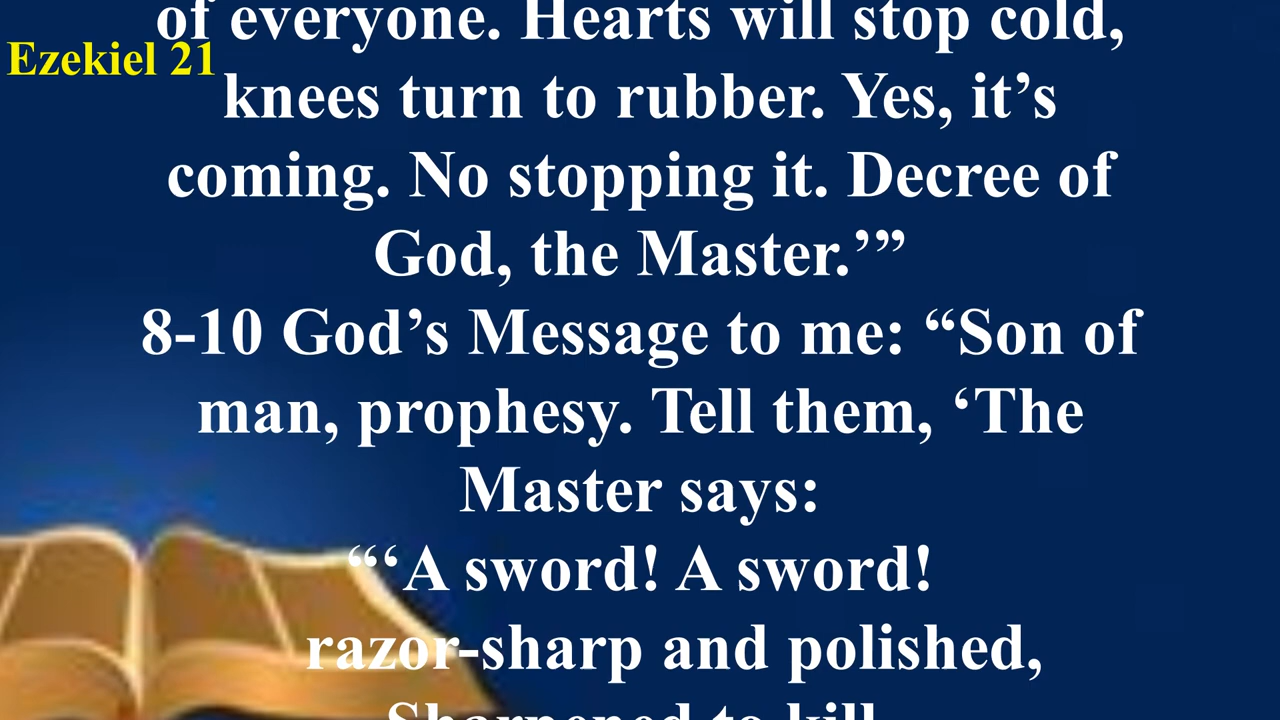 of everyone. Hearts will stop cold,
Ezekiel 21
knees turn to rubber. Yes, it’s
coming. No stopping it. Decree of
God, the Master.’”
8-10 God’s Message to me: “Son of
man, prophesy. Tell them, ‘The
Master says:
“‘A sword! A sword!
razor-sharp and polished,
Sharpened to kill,